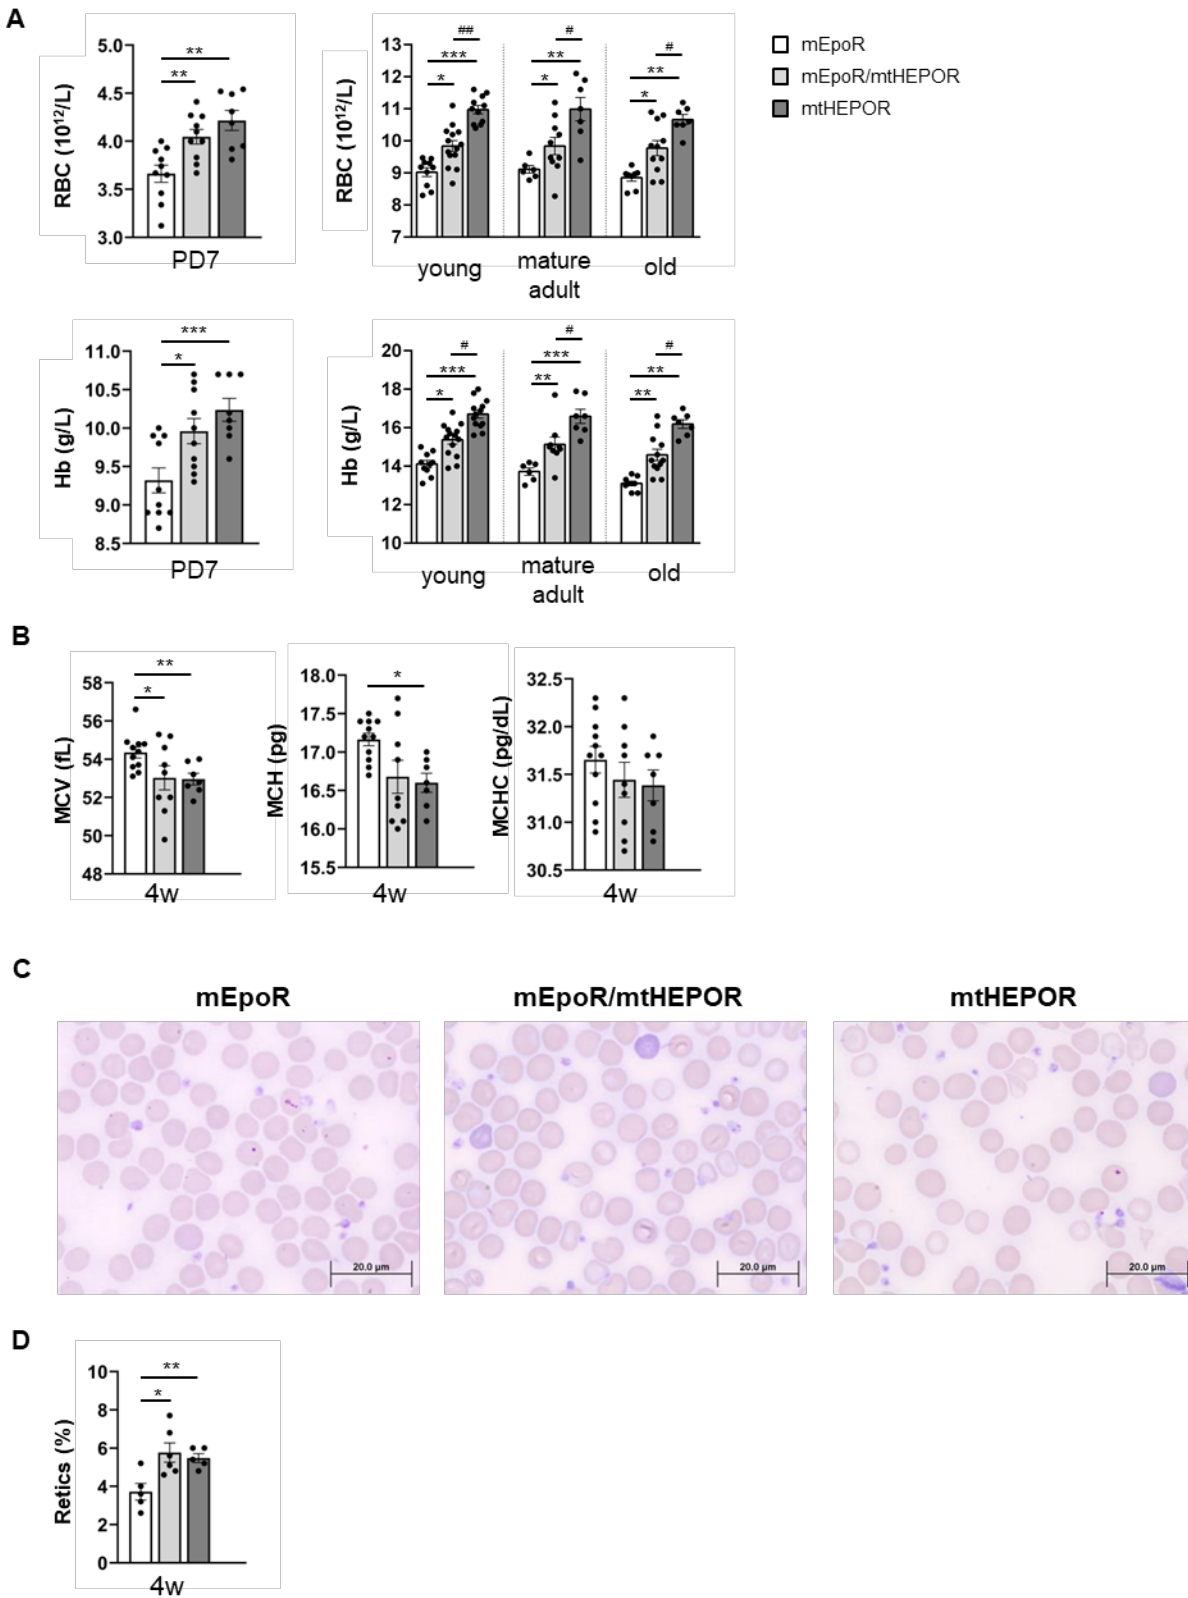 A
5.0
4.5
4.0
3.5
3.0
RBC (10¹²/L)
**
**
PD7
13
12
11
10
9
8
7
RBC (10¹²/L)
##
***
*
#
**
*
#
**
*
young
mature
adult
old
mEpoR
mEpoR/mtHEPOR
mtHEPOR
11.0
10.5
10.0
9.5
9.0
8.5
Hb (g/L)
***
*
PD7
20
18
16
14
12
10
Hb (g/L)
#
***
*
#
***
**
#
**
**
young
mature
adult
old
B
58
56
54
52
50
48
MCV (fL)
**
*
4w
18.0
17.5
17.0
16.5
16.0
15.5
MCH (pg)
*
4w
32.5
32.0
31.5
31.0
30.5
MCHC (pg/dL)
4w
C
mEpoR
mEpoR/mtHEPOR
mtHEPOR
20.0 µm
20.0 µm
20.0 µm
D
10
8
6
4
2
0
Retics (%)
**
*
4w